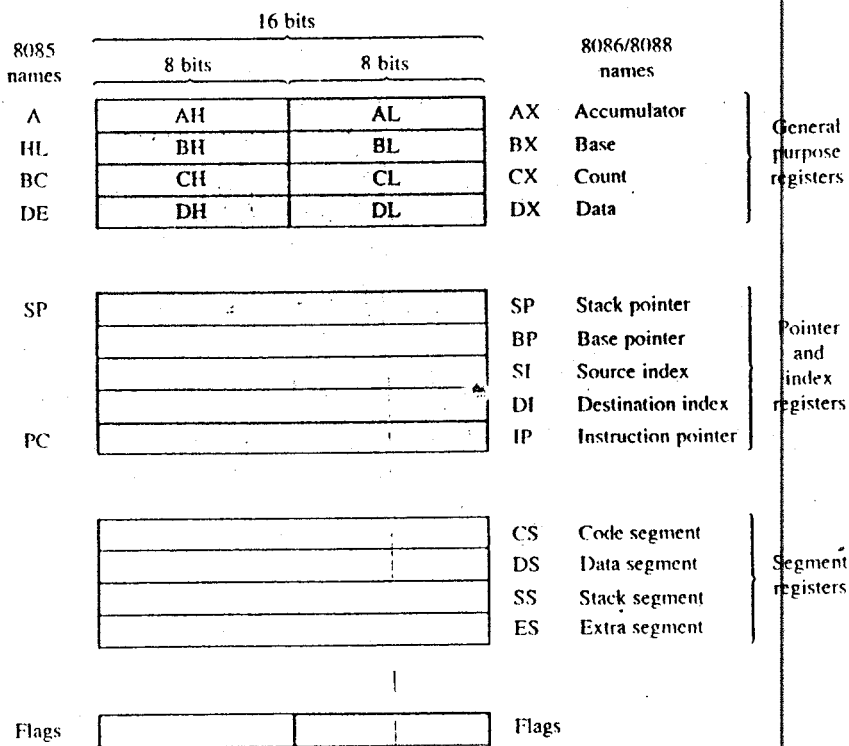 16 bits
8085 names
8 bits 8 bits
8086/8088 names
A AH AL AX Accumulator
HL BH BL BX Base
BC CH CL CX Count
DE DH DL DX Data
General purpose registers
SP SP Stack pointer
BP Base pointer
SI Source index
DI Destination index
PC IP Instruction pointer
Pointer and index registers
CS Code segment
DS Data segment
SS Stack segment
ES Extra segment
Segment registers
Flags Flags